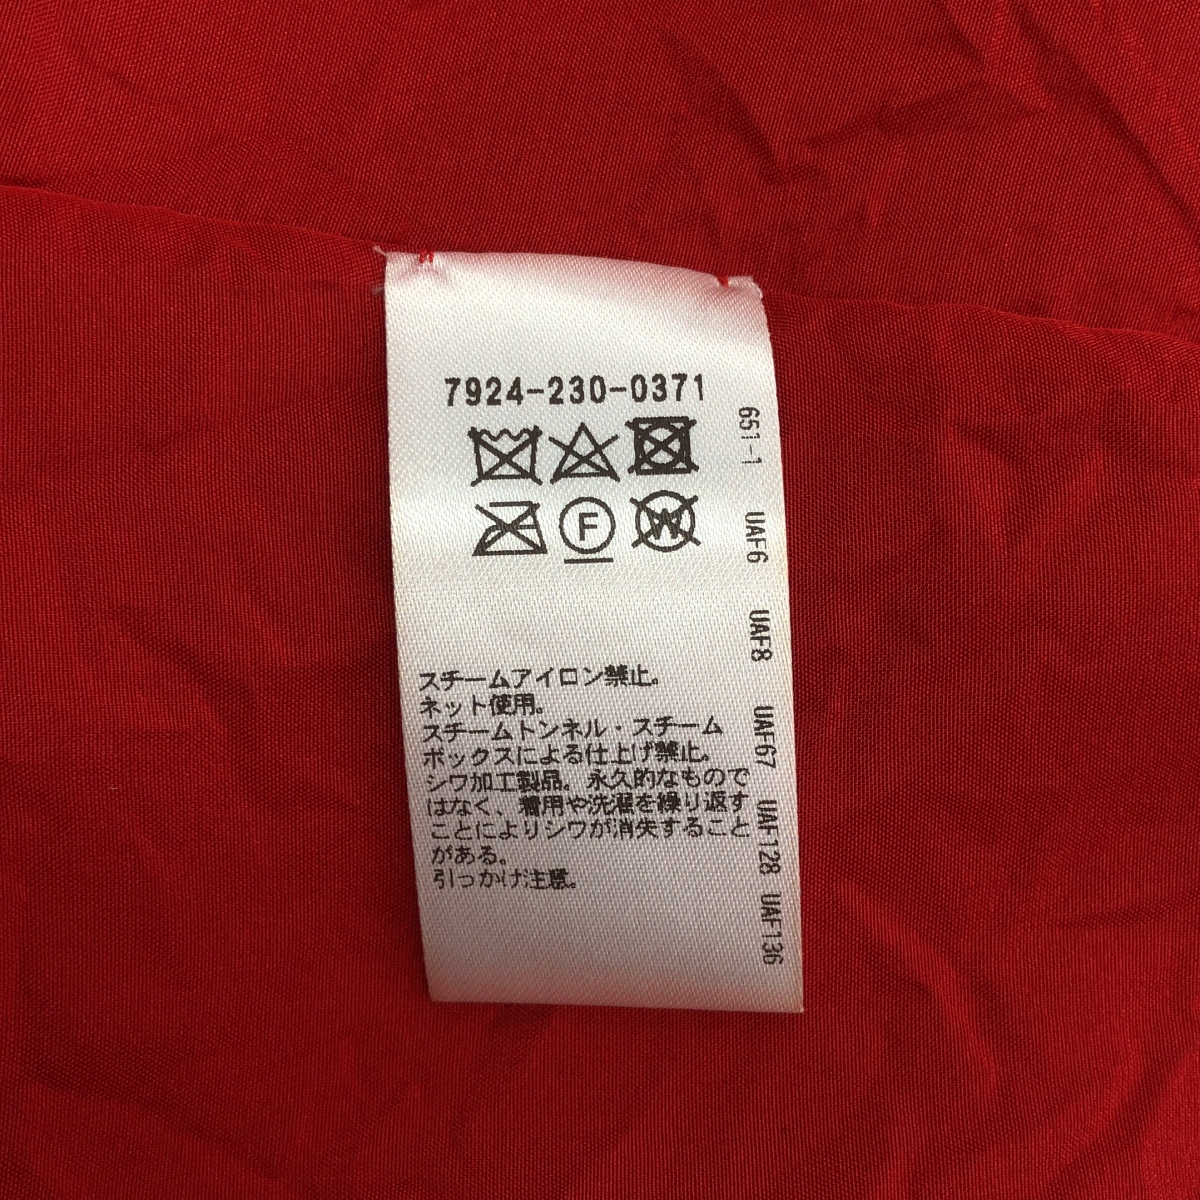 7924-230-0371
F
W
スチームアイロン禁止。
ネット使用。
スチームトンネル・スチーム
ボックスによる仕上げ禁止。
シワ加工製品。永久的なもので
はなく、着用や洗濯を繰り返す
ことによりシワが消失すること
がある。
引っかけ注意。
651-1 UAF6 UAF8 UAF67 UAF128 UAF136